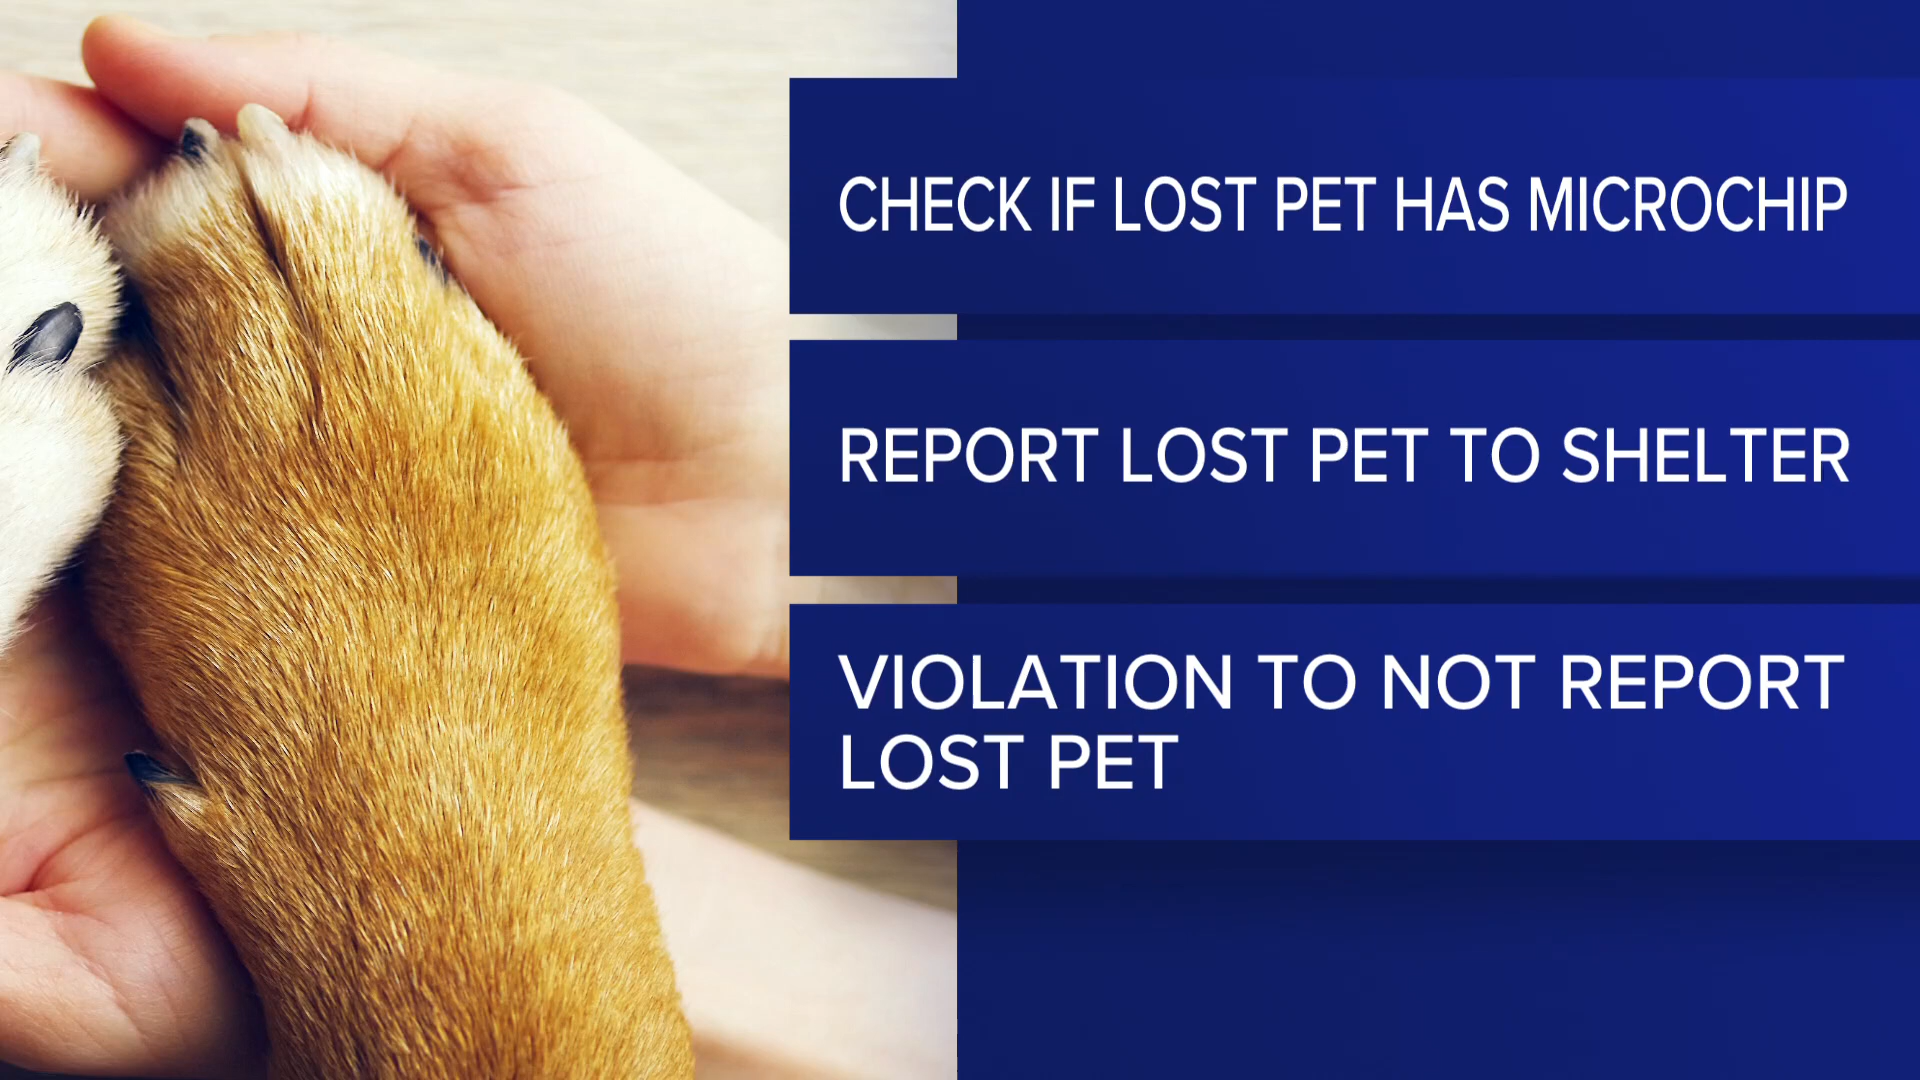 CHECK IF LOST PET HAS MICROCHIP
REPORT LOST PET TO SHELTER
VIOLATION TO NOT REPORT
LOST PET